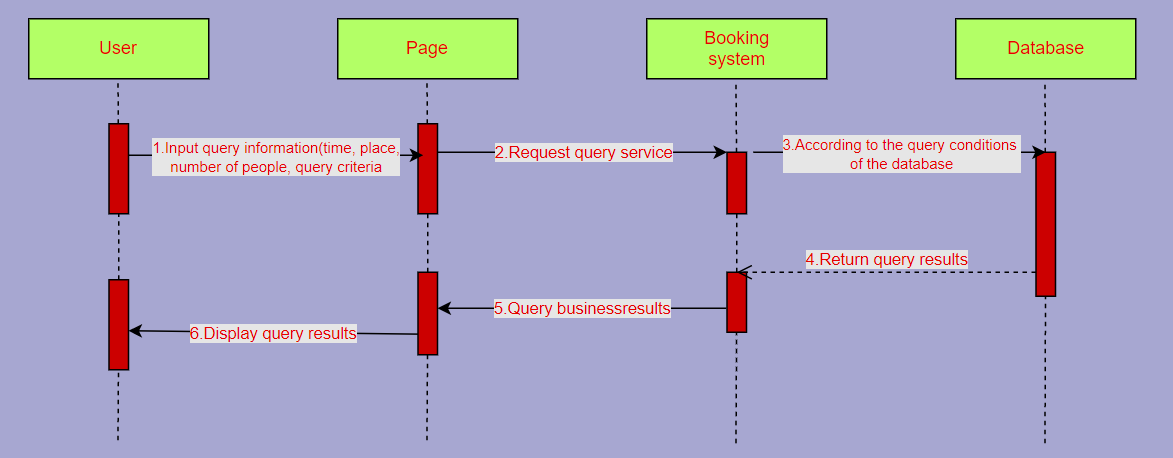 User
Page
Booking
system
Database
1.Input query information(time, place,
number of people, query criteria
2.Request query service
3.According to the query conditions
of the database
4.Return query results
5.Query businessresults
6.Display query results